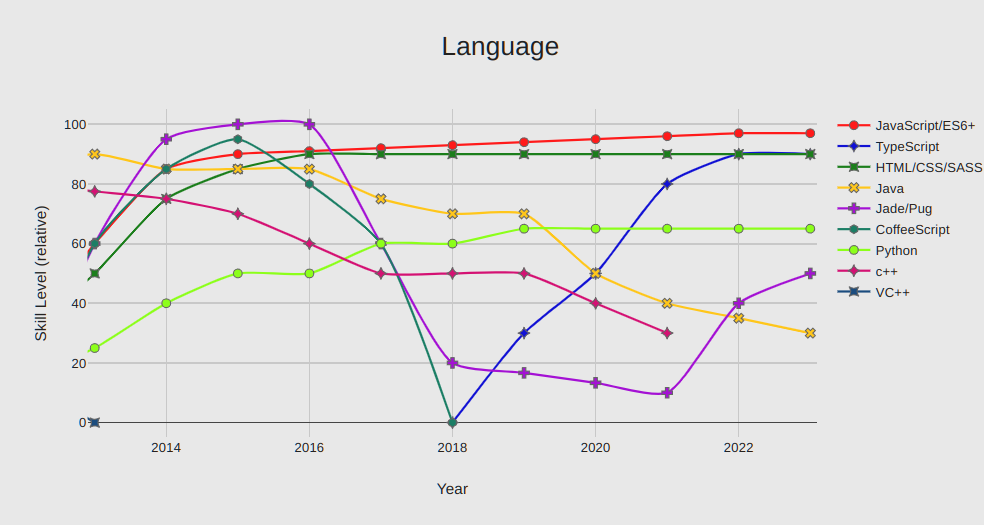 Language
100
80
60
40
20
0
Skill Level (relative)
2014
2016
2018
2020
2022
Year
JavaScript/ES6+
TypeScript
HTML/CSS/SASS
Java
Jade/Pug
CoffeeScript
Python
c++
VC++